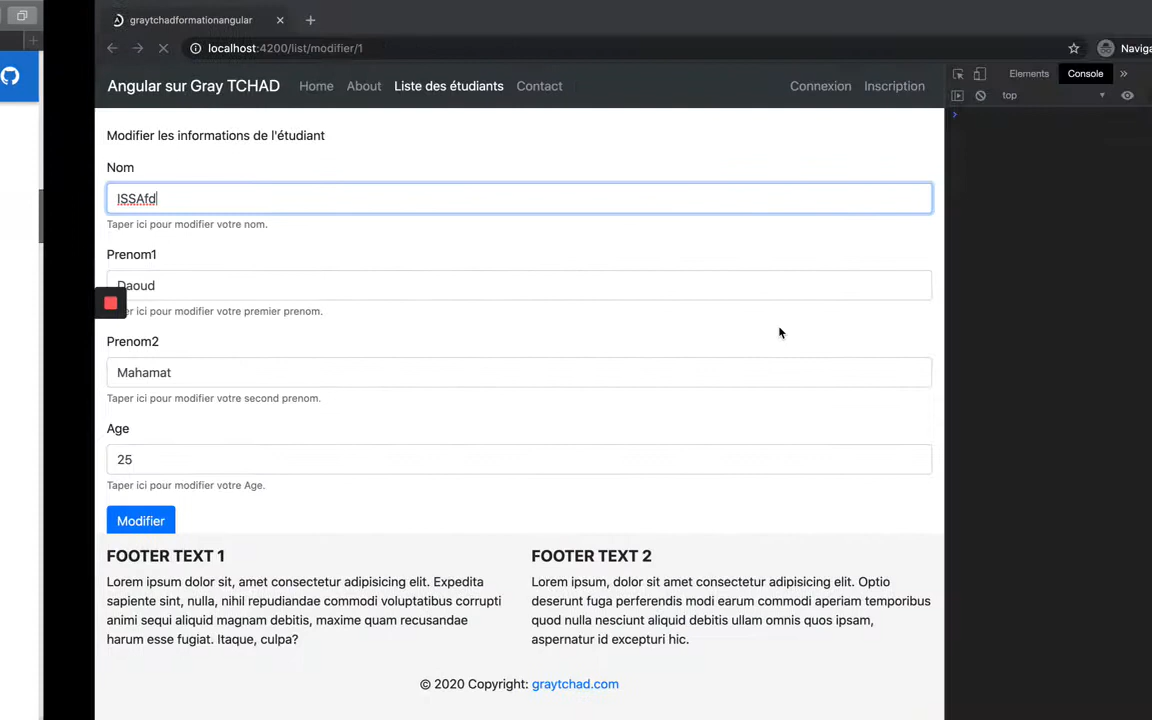 graytchadformationangular
localhost:4200/list/modifier/1
Naviga
Angular sur Gray TCHAD Home About Liste des étudiants Contact Connexion Inscription
Elements Console
top
Modifier les informations de l'étudiant
Nom
ISSAfd
Taper ici pour modifier votre nom.
Prenom1
Daoud
er ici pour modifier votre premier prenom.
Prenom2
Mahamat
Taper ici pour modifier votre second prenom.
Age
25
Taper ici pour modifier votre Age.
Modifier
FOOTER TEXT 1
Lorem ipsum dolor sit, amet consectetur adipisicing elit. Expedita
sapiente sint, nulla, nihil repudiandae commodi voluptatibus corrupti
animi sequi aliquid magnam debitis, maxime quam recusandae
harum esse fugiat. Itaque, culpa?
FOOTER TEXT 2
Lorem ipsum, dolor sit amet consectetur adipisicing elit. Optio
deserunt fuga perferendis modi earum commodi aperiam temporibus
quod nulla nesciunt aliquid debitis ullam omnis quos ipsam,
aspernatur id excepturi hic.
© 2020 Copyright: graytchad.com